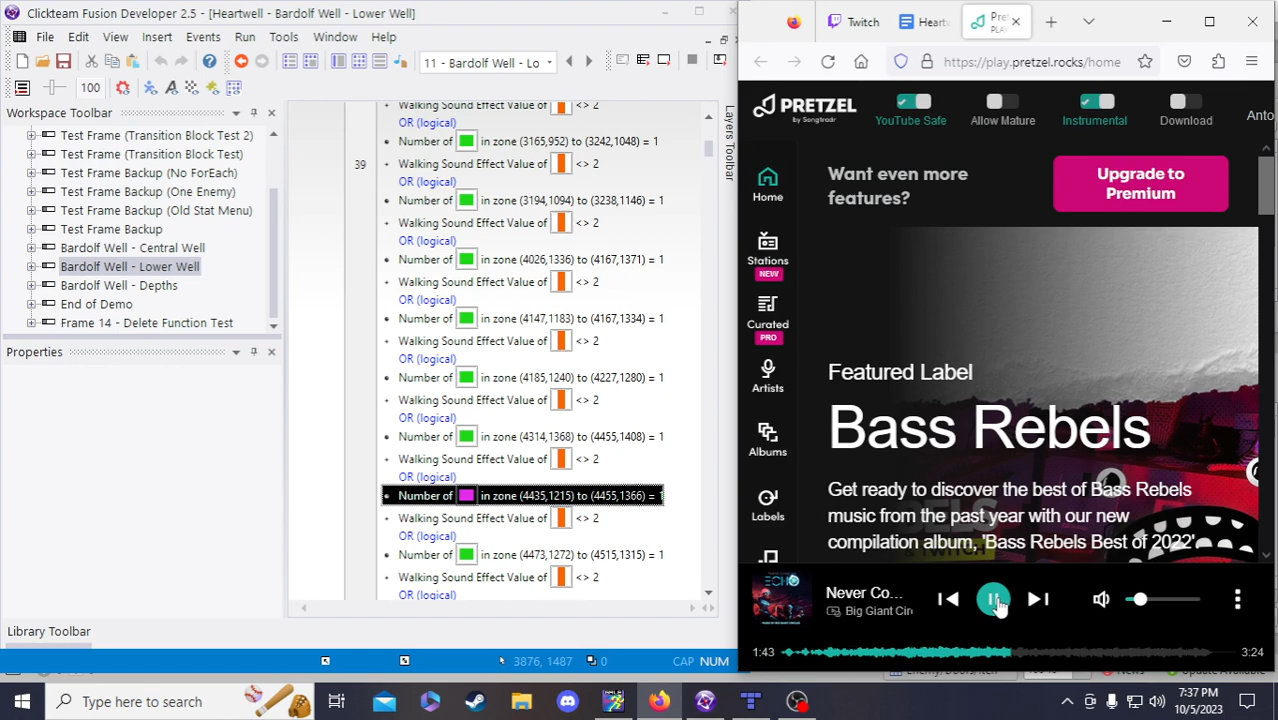 Clickteam Fusion Developer 2.5 - [Heartwell - Bardolf Well - Lower Well]
File Edit View Insert Events Run Tools Window Help
11 - Bardolf Well - Lo
100
Workspace Toolbar
Test Frame (Transition Block Test 2)
Test Frame (Transition Block Test)
Test Frame Backup (No ForEach)
Test Frame Backup (One Enemy)
Test Frame Backup (Old Stat Menu)
Test Frame Backup
Bardolf Well - Central Well
Bardolf Well - Lower Well
Bardolf Well - Depths
End of Demo
Frame 14 - Delete Function Test
Properties
Library Toolbar
39
Walking Sound Effect Value of <> 2
OR (logical)
Number of in zone (3165,952) to (3242,1048) = 1
Walking Sound Effect Value of <> 2
OR (logical)
Number of in zone (3194,1094) to (3238,1146) = 1
Walking Sound Effect Value of <> 2
OR (logical)
Number of in zone (4026,1336) to (4167,1371) = 1
Walking Sound Effect Value of <> 2
OR (logical)
Number of in zone (4147,1183) to (4167,1334) = 1
Walking Sound Effect Value of <> 2
OR (logical)
Number of in zone (4185,1240) to (4227,1280) = 1
Walking Sound Effect Value of <> 2
OR (logical)
Number of in zone (4314,1368) to (4455,1408) = 1
Walking Sound Effect Value of <> 2
OR (logical)
Number of in zone (4435,1215) to (4455,1366) = 1
Walking Sound Effect Value of <> 2
OR (logical)
Number of in zone (4473,1272) to (4515,1315) = 1
Walking Sound Effect Value of <> 2
OR (logical)
Layers Toolbar
3876, 1487 0 CAP NUM
Twitch Heartw Pretz
PLAY
https://play.pretzel.rocks/home
PRETZEL
by Songtradr
YouTube Safe Allow Mature Instrumental Download Anto
Home
Stations
NEW
Curated
PRO
Artists
Albums
Labels
Want even more
features?
Upgrade to
Premium
Featured Label
Bass Rebels
Get ready to discover the best of Bass Rebels
music from the past year with our new
compilation album, 'Bass Rebels Best of 2022'
ECHO
Never Co...
Big Giant Circ
1:43 3:24
Type here to search
7:37 PM
10/5/2023